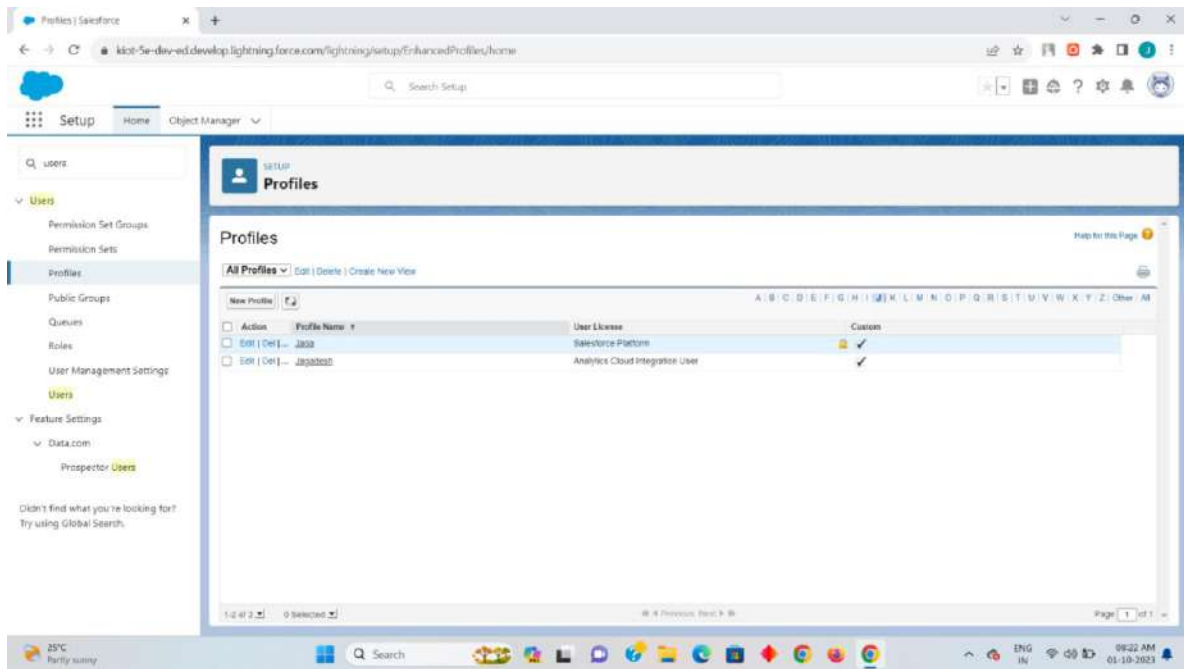 Profiles | Salesforce
kiot-5e-dev-ed.develop.lightning.force.com/lightning/setup/EnhancedProfiles/home
J
Search Setup
Setup
Home
Object Manager
users
SETUP
Profiles
Users
Permission Set Groups
Permission Sets
Profiles
Public Groups
Queues
Roles
User Management Settings
Users
Feature Settings
Data.com
Prospector Users
Didn't find what you're looking for?
Try using Global Search.
Profiles
Help for this Page
All Profiles Edit | Delete | Create New View
New Profile
A | B | C | D | E | F | G | H | I | J | K | L | M | N | O | P | Q | R | S | T | U | V | W | X | Y | Z | Other | All
Action Profile Name User License Custom
Edit | Del | ... Jaga Salesforce Platform
Edit | Del | ... Jagadesh Analytics Cloud Integration User
1-2 of 2 0 Selected Previous Next Page 1 of 1
25°C
Partly sunny
Search
ENG
IN
08:22 AM
01-10-2023